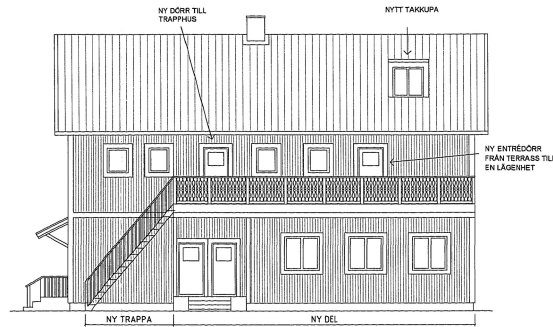 NY DÖRR TILL
TRAPPHUS
NYTT TAKKUPA
NY ENTRÉDÖRR
FRÅN TERRASS TILL
EN LÄGENHET
NY TRAPPA
NY DEL